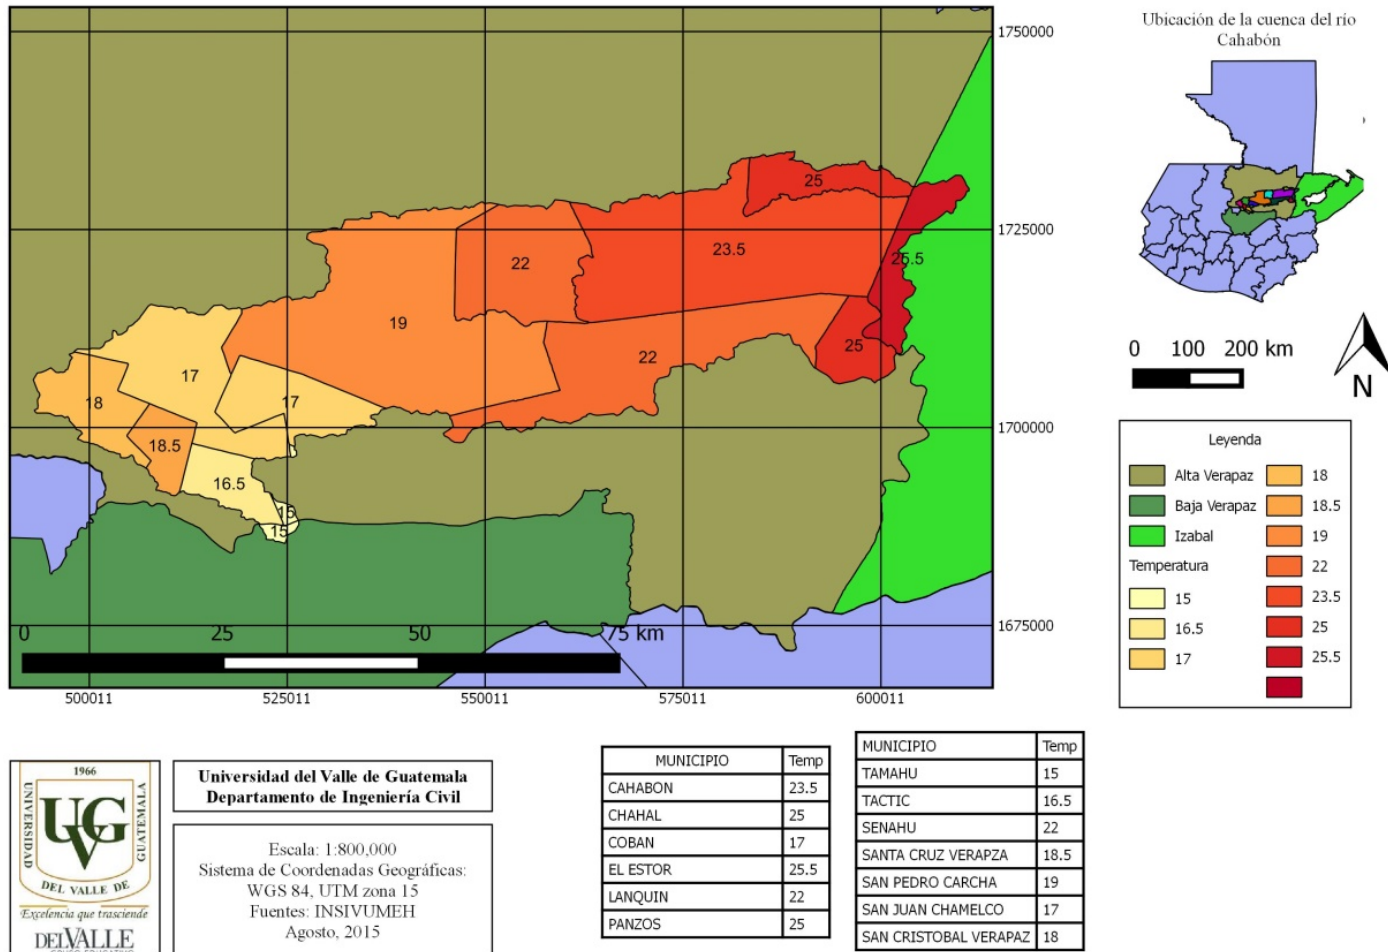 1750000
1725000
1700000
1675000
25
23.5
22
25.5
19
25
22
17
17
18
18.5
16.5
15
15
0 25 50 75 km
500011 525011 550011 575011 600011
Ubicación de la cuenca del río
Cahabón
0 100 200 km
N
Leyenda
Alta Verapaz
Baja Verapaz
Izabal
Temperatura
15
16.5
17
18
18.5
19
22
23.5
25
25.5
1966
UNIVERSIDAD
UVG
GUATEMALA
DEL VALLE DE
Excelencia que trasciende
DELVALLE
GRUPO EDUCATIVO
Universidad del Valle de Guatemala
Departamento de Ingeniería Civil
Escala: 1:800,000
Sistema de Coordenadas Geográficas:
WGS 84, UTM zona 15
Fuentes: INSIVUMEH
Agosto, 2015
MUNICIPIO Temp
CAHABON 23.5
CHAHAL 25
COBAN 17
EL ESTOR 25.5
LANQUIN 22
PANZOS 25
MUNICIPIO Temp
TAMAHU 15
TACTIC 16.5
SENAHU 22
SANTA CRUZ VERAPZA 18.5
SAN PEDRO CARCHA 19
SAN JUAN CHAMELCO 17
SAN CRISTOBAL VERAPAZ 18